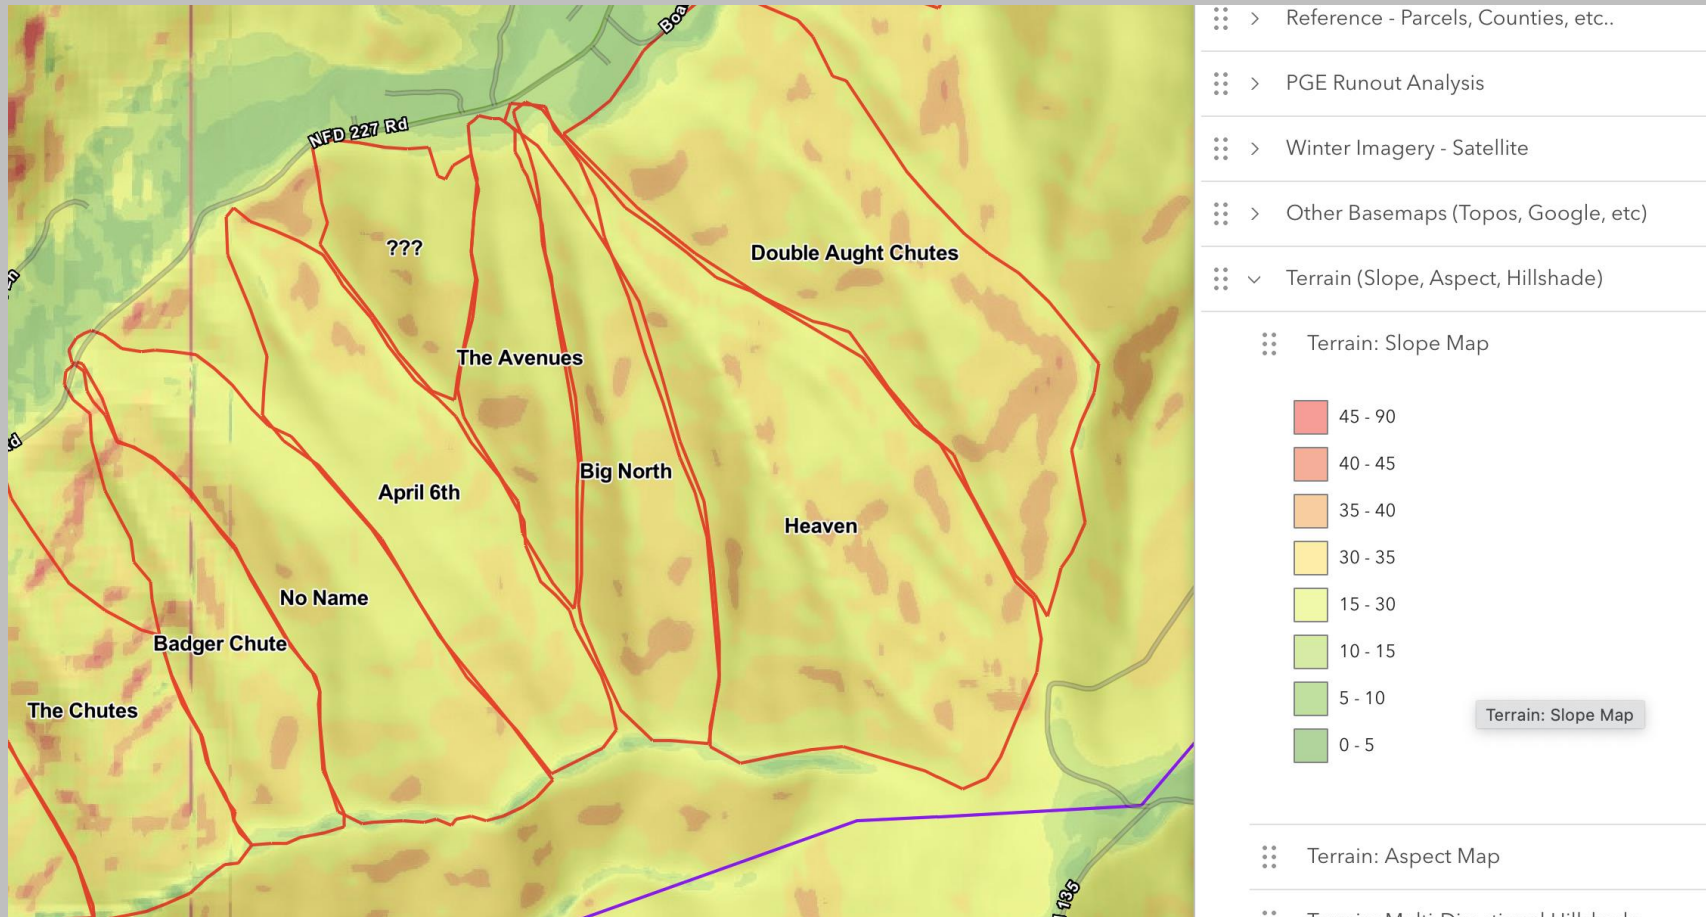 Boa
NFD 227 Rd
???
Double Aught Chutes
The Avenues
Big North
April 6th
Heaven
No Name
Badger Chute
The Chutes
135
Reference - Parcels, Counties, etc..
PGE Runout Analysis
Winter Imagery - Satellite
Other Basemaps (Topos, Google, etc)
Terrain (Slope, Aspect, Hillshade)
Terrain: Slope Map
45 - 90
40 - 45
35 - 40
30 - 35
15 - 30
10 - 15
5 - 10
0 - 5
Terrain: Slope Map
Terrain: Aspect Map